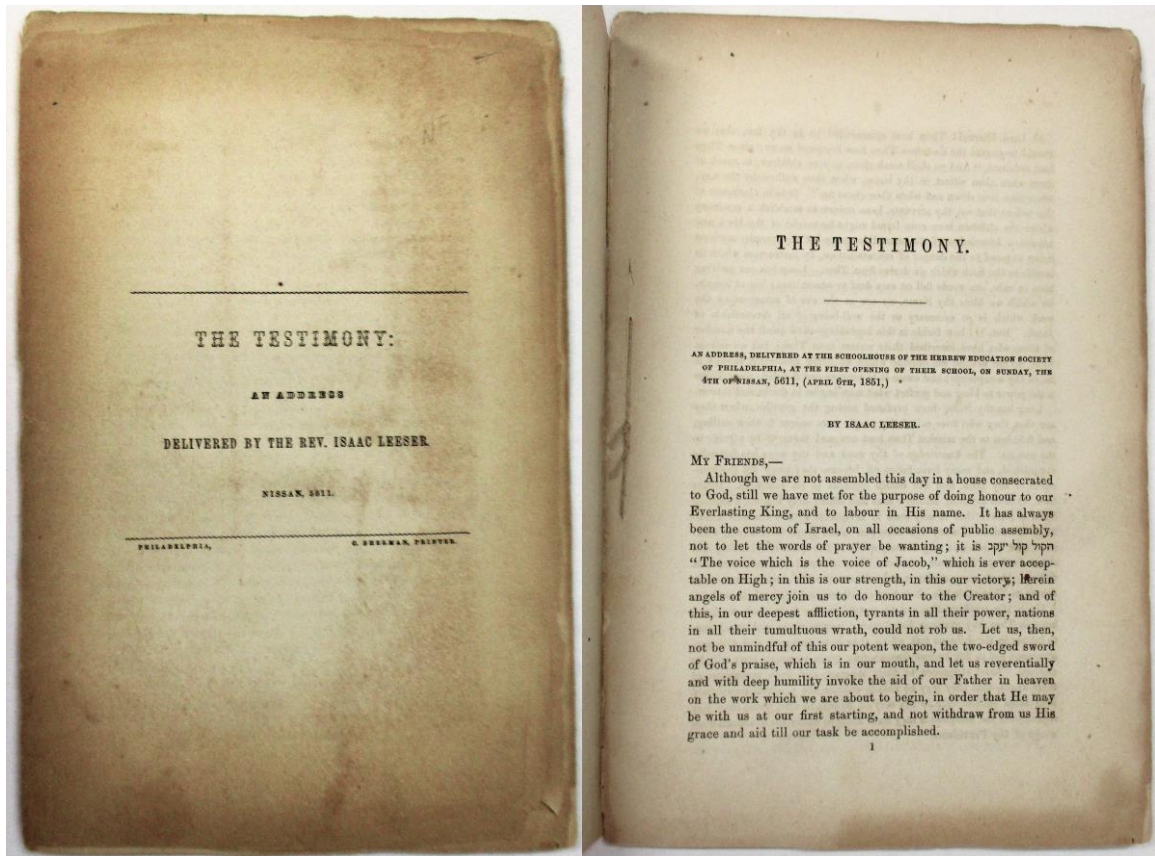 NF
THE TESTIMONY:
AN ADDRESS
DELIVERED BY THE REV. ISAAC LEESER.
NISSAN, 5611.
PHILADELPHIA,
C. SHERMAN, PRINTER.
THE TESTIMONY.
AN ADDRESS, DELIVERED AT THE SCHOOLHOUSE OF THE HEBREW EDUCATION SOCIETY
OF PHILADELPHIA, AT THE FIRST OPENING OF THEIR SCHOOL, ON SUNDAY, THE
4TH OF NISSAN, 5611, (APRIL 6TH, 1851,)
BY ISAAC LEESER.
MY FRIENDS,—
Although we are not assembled this day in a house consecrated
to God, still we have met for the purpose of doing honour to our
Everlasting King, and to labour in His name. It has always
been the custom of Israel, on all occasions of public assembly,
not to let the words of prayer be wanting; it is הקול קול יעקב
"The voice which is the voice of Jacob," which is ever accep-
table on High; in this is our strength, in this our victory; herein
angels of mercy join us to do honour to the Creator; and of
this, in our deepest affliction, tyrants in all their power, nations
in all their tumultuous wrath, could not rob us. Let us, then,
not be unmindful of this our potent weapon, the two-edged sword
of God's praise, which is in our mouth, and let us reverentially
and with deep humility invoke the aid of our Father in heaven
on the work which we are about to begin, in order that He may
be with us at our first starting, and not withdraw from us His
grace and aid till our task be accomplished.
1